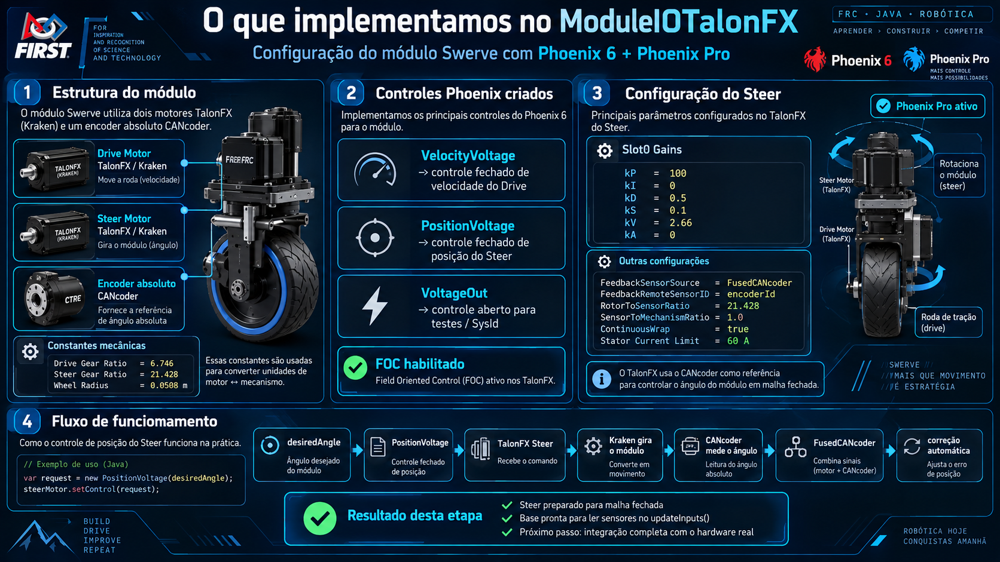 FIRST
FOR
INSPIRATION
AND RECOGNITION
OF SCIENCE
AND TECHNOLOGY
O que implementamos no ModuleIOTalonFX
Configuração do módulo Swerve com Phoenix 6 + Phoenix Pro
FRC • JAVA • ROBÓTICA
APRENDER › CONSTRUIR › COMPETIR
Phoenix 6
Phoenix Pro
MAIS CONTROLE
MAIS POSSIBILIDADES
1 Estrutura do módulo
O módulo Swerve utiliza dois motores TalonFX
(Kraken) e um encoder absoluto CANcoder.
TALONFX
(KRAKEN)
Drive Motor
TalonFX / Kraken
Move a roda (velocidade)
TALONFX
(KRAKEN)
Steer Motor
TalonFX / Kraken
Gira o módulo (ângulo)
CTRE
Encoder absoluto
CANcoder
Fornece a referência
de ângulo absoluta
Constantes mecânicas
Drive Gear Ratio = 6.746
Steer Gear Ratio = 21.428
Wheel Radius = 0.0508 m
Essas constantes são usadas
para converter unidades de
motor ↔ mecanismo.
2 Controles Phoenix criados
Implementamos os principais controles do Phoenix 6
para o módulo.
VelocityVoltage
→ controle fechado de
velocidade do Drive
PositionVoltage
→ controle fechado de
posição do Steer
VoltageOut
→ controle aberto para
testes / SysId
FOC habilitado
Field Oriented Control (FOC) ativo nos TalonFX.
3 Configuração do Steer
Principais parâmetros configurados no TalonFX
do Steer.
Phoenix Pro ativo
Slot0 Gains
kP = 100
kI = 0
kD = 0.5
kS = 0.1
kV = 2.66
kA = 0
Outras configurações
FeedbackSensorSource = FusedCANcoder
FeedbackRemoteSensorID = encoderId
RotorToSensorRatio = 21.428
SensorToMechanismRatio = 1.0
ContinuousWrap = true
Stator Current Limit = 60 A
O TalonFX usa o CANcoder como referência
para controlar o ângulo do módulo em malha fechada.
Steer Motor
(TalonFX)
Rotaciona
o módulo
(steer)
Drive Motor
(TalonFX)
Roda de tração
(drive)
SWERVE
MAIS QUE MOVIMENTO
É ESTRATÉGIA
4 Fluxo de funciomamento
Como o controle de posição do Steer funciona na prática.
// Exemplo de uso (Java)
var request = new PositionVoltage(desiredAngle);
steerMotor.setControl(request);
desiredAngle
Ângulo desejado
do módulo
PositionVoltage
Controle fechado
de posição
TalonFX Steer
Recebe o comando
Kraken gira
o módulo
Converte em
movimento
CANcoder
mede o ângulo
Leitura do ângulo
absoluto
FusedCANcoder
Combina sinais
(motor + CANcoder)
correção
automática
Ajusta o erro
de posição
Resultado desta etapa
Steer preparado para malha fechada
Base pronta para ler sensores no updateInputs()
Próximo passo: integração completa com o hardware real
BUILD
DRIVE
IMPROVE
REPEAT
ROBÓTICA HOJE
CONQUISTAS AMANHÃ